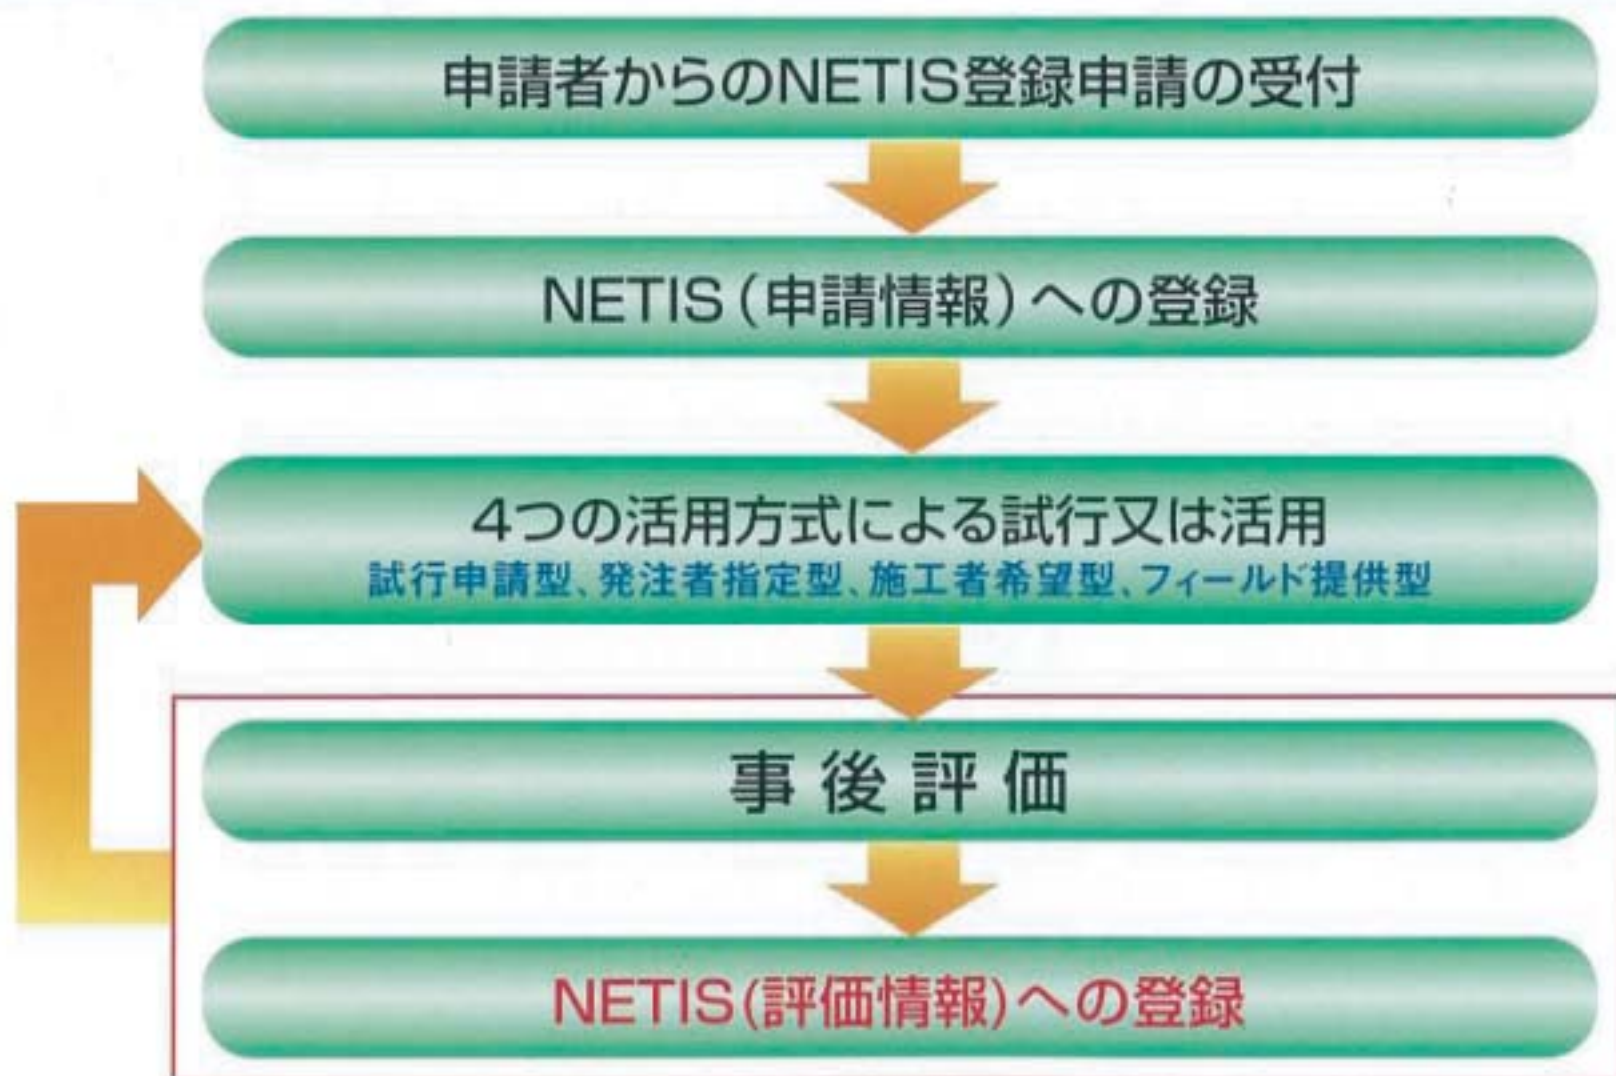 申請者からのNETIS登録申請の受付
NETIS（申請情報）への登録
4つの活用方式による試行又は活用
試行申請型、発注者指定型、施工者希望型、フィールド提供型
事後評価
NETIS(評価情報)への登録